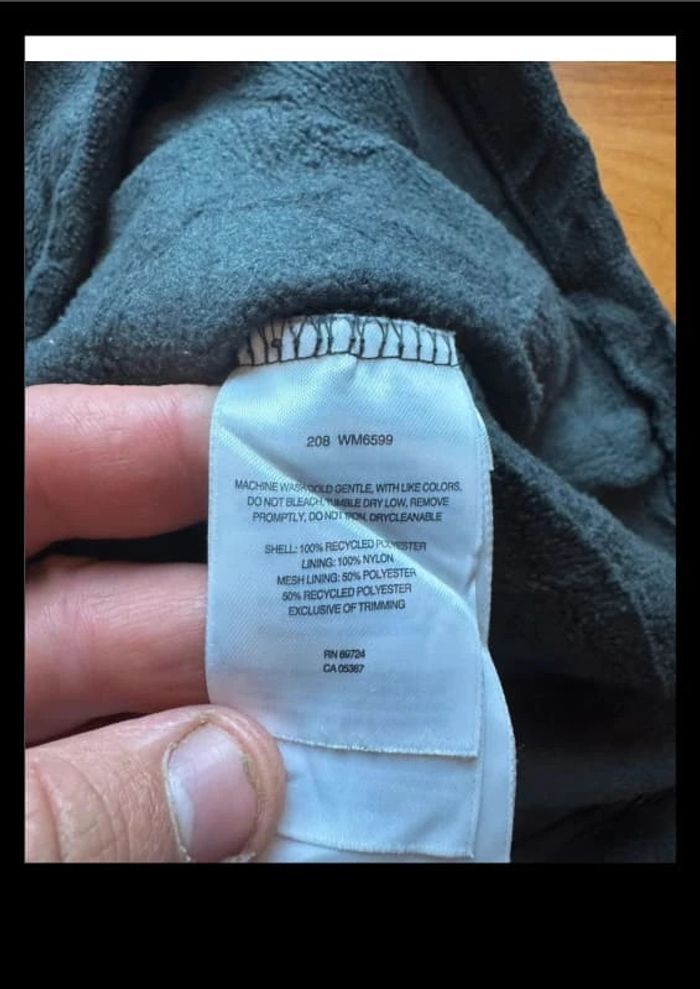 208 WM6599
MACHINE WASH COLD GENTLE, WITH LIKE COLORS.
DO NOT BLEACH, TUMBLE DRY LOW, REMOVE
PROMPTLY, DO NOT IRON, DRYCLEANABLE
SHELL: 100% RECYCLED POLYESTER
LINING: 100% NYLON
MESH LINING: 50% POLYESTER
50% RECYCLED POLYESTER
EXCLUSIVE OF TRIMMING
RN 69724
CA 05367